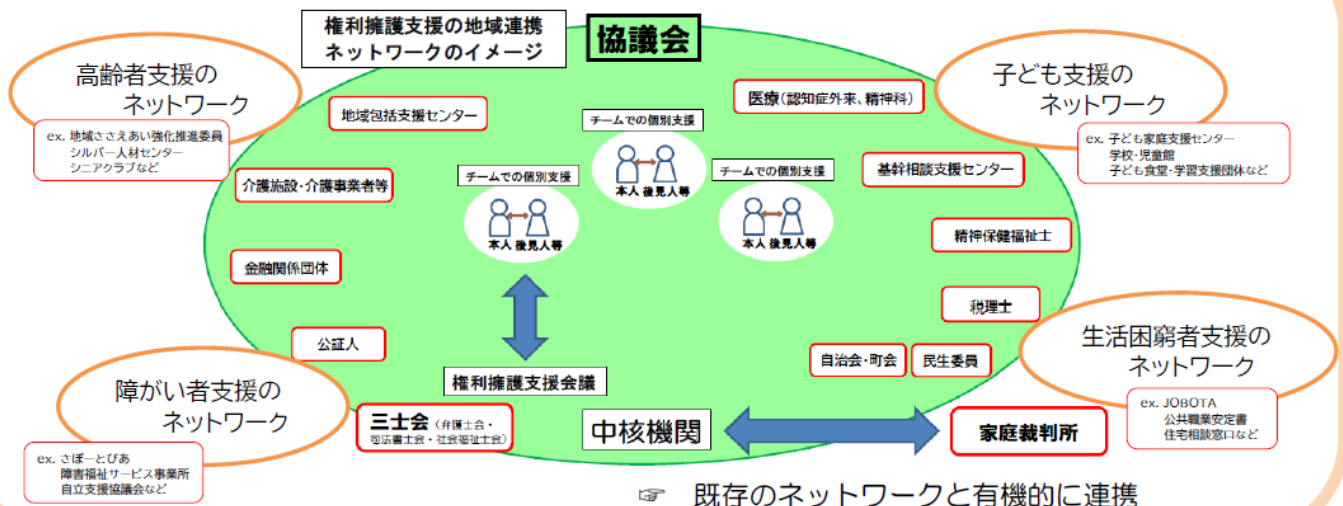 権利擁護支援の地域連携
ネットワークのイメージ
協議会
高齢者支援の
ネットワーク
ex. 地域ささえあい強化推進委員
シルバー人材センター
シニアクラブなど
子ども支援の
ネットワーク
ex. 子ども家庭支援センター
学校・児童館
子ども食堂・学習支援団体など
地域包括支援センター
医療(認知症外来、精神科)
チームでの個別支援
本人 後見人等
介護施設・介護事業者等
チームでの個別支援
本人 後見人等
チームでの個別支援
本人 後見人等
基幹相談支援センター
精神保健福祉士
金融関係団体
税理士
公証人
自治会・町会
民生委員
生活困窮者支援の
ネットワーク
ex. JOBOTA
公共職業安定書
住宅相談窓口など
障がい者支援の
ネットワーク
ex. さぽーとぴあ
障害福祉サービス事業所
自立支援協議会など
権利擁護支援会議
三士会(弁護士会・
司法書士会・社会福祉士会)
中核機関
家庭裁判所
☞ 既存のネットワークと有機的に連携